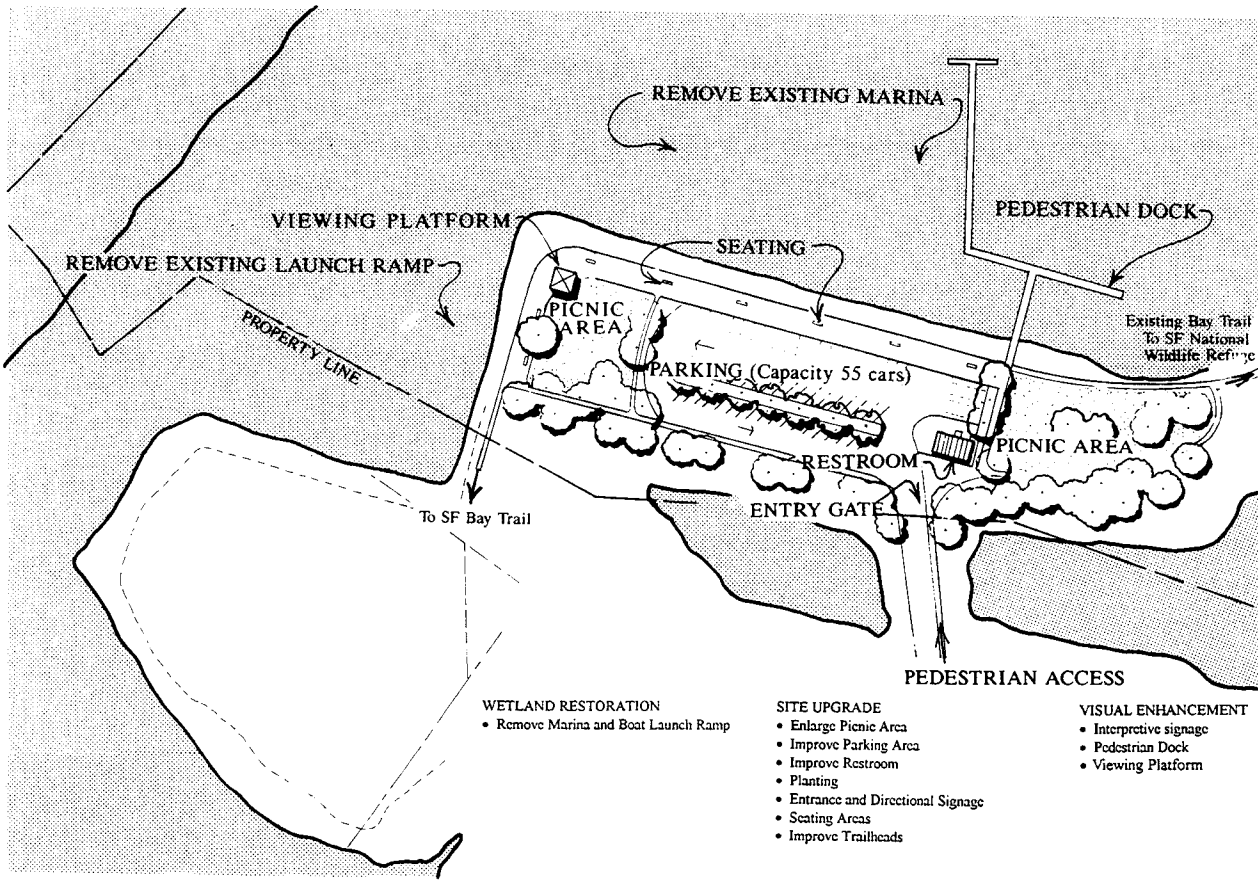 REMOVE EXISTING MARINA
VIEWING PLATFORM
PEDESTRIAN DOCK
SEATING
REMOVE EXISTING LAUNCH RAMP
PICNIC
AREA
Existing Bay Trail
To SF National
Wildlife Refuge
PROPERTY LINE
PARKING (Capacity 55 cars)
PICNIC AREA
RESTROOM
ENTRY GATE
To SF Bay Trail
PEDESTRIAN ACCESS
WETLAND RESTORATION
• Remove Marina and Boat Launch Ramp
SITE UPGRADE
• Enlarge Picnic Area
• Improve Parking Area
• Improve Restroom
• Planting
• Entrance and Directional Signage
• Seating Areas
• Improve Trailheads
VISUAL ENHANCEMENT
• Interpretive signage
• Pedestrian Dock
• Viewing Platform